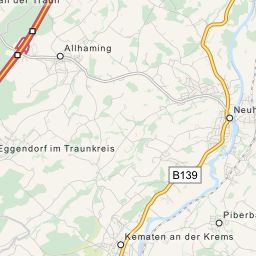 an der Traun
Allhaming
Neuh
Eggendorf im Traunkreis
B139
Piberba
Kematen an der Krems